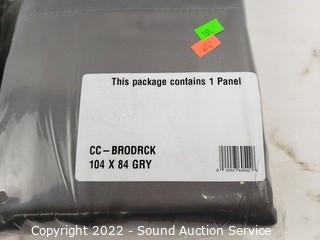 This package contains 1 Panel
CC-BRODRCK
104 X 84 GRY
Copyright 2022 - Sound Auction Service